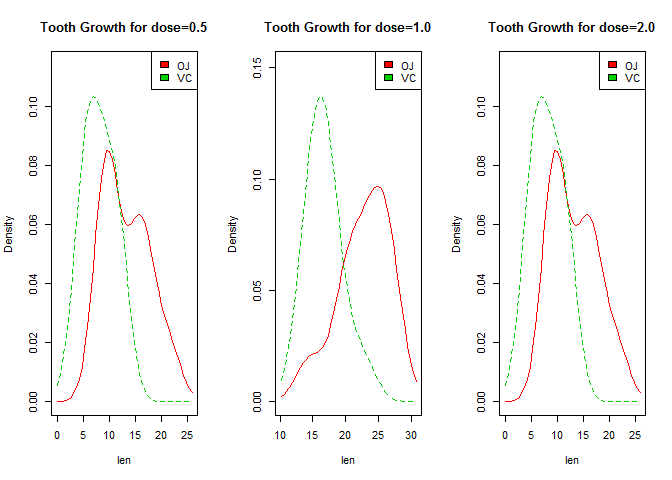 Tooth Growth for dose=0.5
OJ
VC
0.00 0.02 0.04 0.06 0.08 0.10
Density
0 5 10 15 20 25
len
Tooth Growth for dose=1.0
OJ
VC
0.00 0.05 0.10 0.15
Density
10 15 20 25 30
len
Tooth Growth for dose=2.0
OJ
VC
0.00 0.02 0.04 0.06 0.08 0.10
Density
0 5 10 15 20 25
len